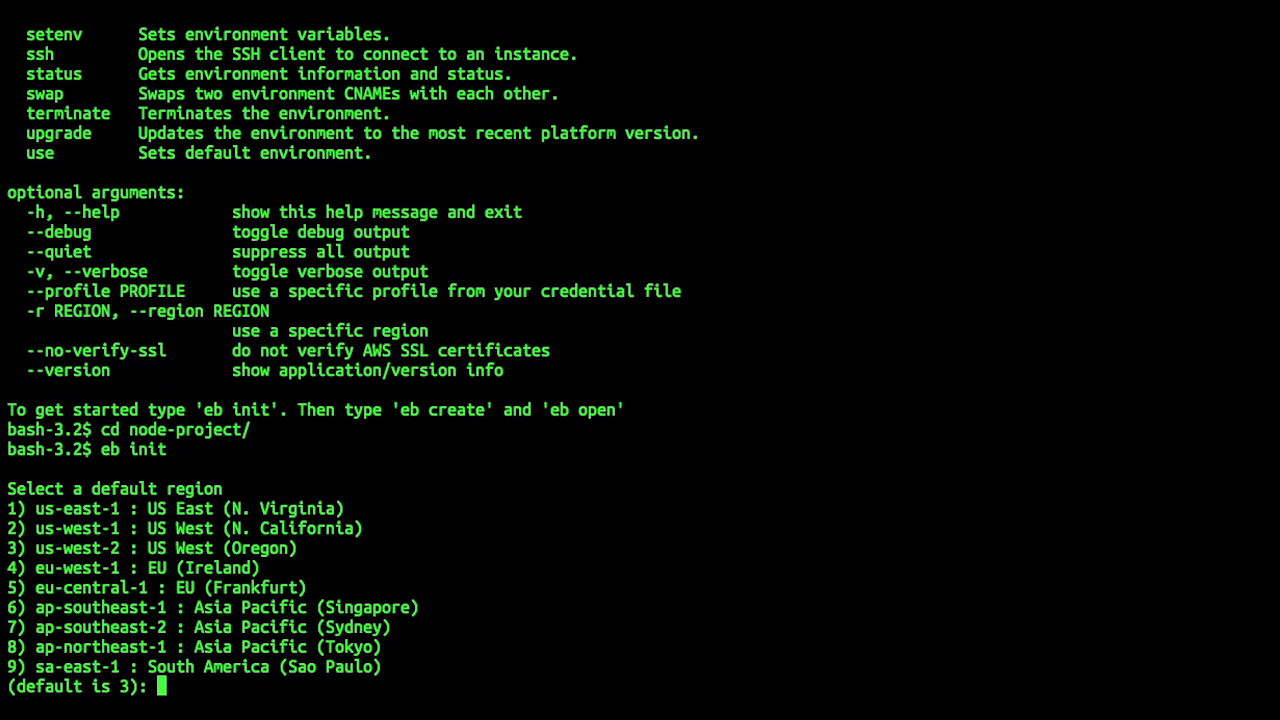 setenv      Sets environment variables.
ssh         Opens the SSH client to connect to an instance.
status      Gets environment information and status.
swap        Swaps two environment CNAMEs with each other.
terminate   Terminates the environment.
upgrade     Updates the environment to the most recent platform version.
use         Sets default environment.
optional arguments:
-h, --help            show this help message and exit
--debug               toggle debug output
--quiet               suppress all output
-v, --verbose         toggle verbose output
--profile PROFILE     use a specific profile from your credential file
-r REGION, --region REGION
use a specific region
--no-verify-ssl       do not verify AWS SSL certificates
--version             show application/version info
To get started type 'eb init'. Then type 'eb create' and 'eb open'
bash-3.2$ cd node-project/
bash-3.2$ eb init
Select a default region
1) us-east-1 : US East (N. Virginia)
2) us-west-1 : US West (N. California)
3) us-west-2 : US West (Oregon)
4) eu-west-1 : EU (Ireland)
5) eu-central-1 : EU (Frankfurt)
6) ap-southeast-1 : Asia Pacific (Singapore)
7) ap-southeast-2 : Asia Pacific (Sydney)
8) ap-northeast-1 : Asia Pacific (Tokyo)
9) sa-east-1 : South America (Sao Paulo)
(default is 3):